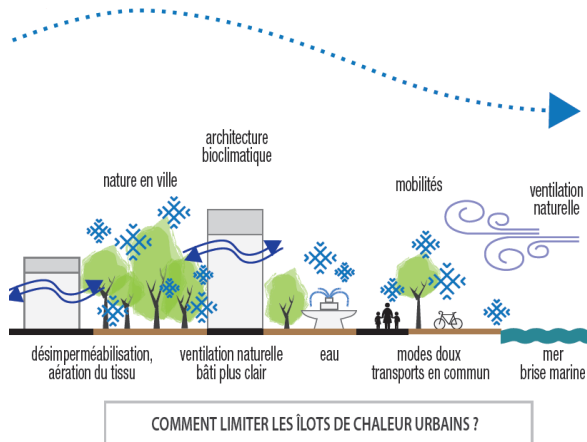 architecture
bioclimatique
nature en ville
mobilités
ventilation
naturelle
désimperméabilisation,
aération du tissu
ventilation naturelle
bâti plus clair
eau
modes doux
transports en commun
mer
brise marine
COMMENT LIMITER LES ÎLOTS DE CHALEUR URBAINS ?